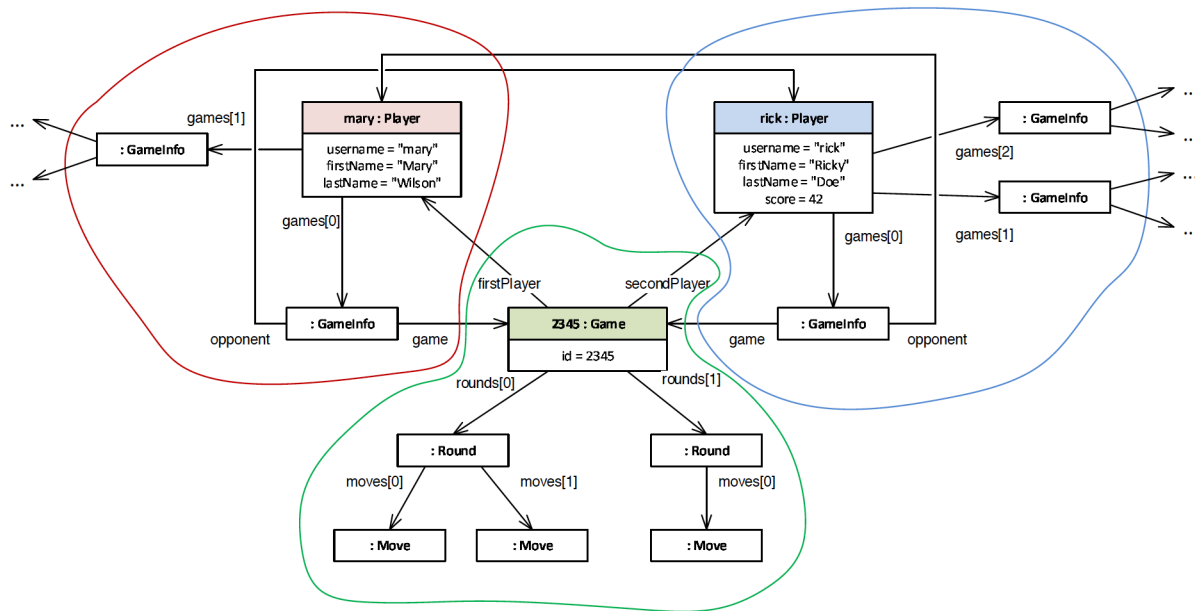 games[1]
...
...
: GameInfo
mary : Player
username = "mary"
firstName = "Mary"
lastName = "Wilson"
games[0]
: GameInfo
opponent
game
rick : Player
username = "rick"
firstName = "Ricky"
lastName = "Doe"
score = 42
games[2]
: GameInfo
...
...
games[1]
: GameInfo
...
...
games[0]
: GameInfo
game
opponent
firstPlayer
secondPlayer
2345 : Game
id = 2345
rounds[0]
rounds[1]
: Round
: Round
moves[0]
moves[1]
moves[0]
: Move
: Move
: Move